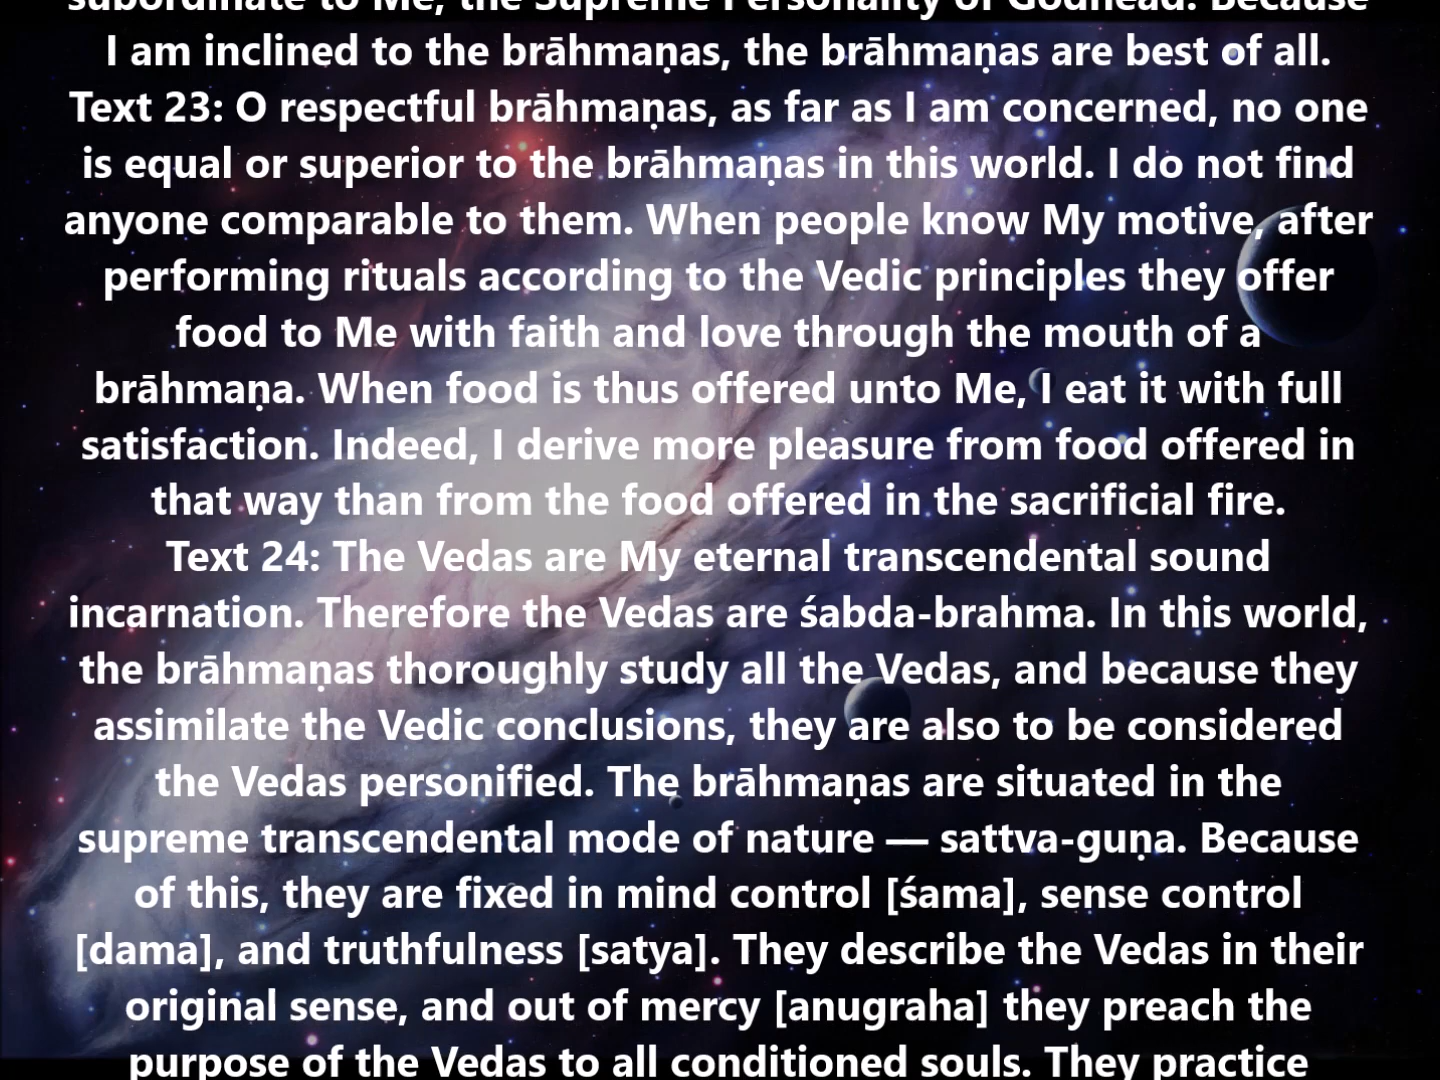 subordinate to Me, the Supreme Personality of Godhead. Because
I am inclined to the brāhmaṇas, the brāhmaṇas are best of all.
Text 23: O respectful brāhmaṇas, as far as I am concerned, no one
is equal or superior to the brāhmaṇas in this world. I do not find
anyone comparable to them. When people know My motive, after
performing rituals according to the Vedic principles they offer
food to Me with faith and love through the mouth of a
brāhmaṇa. When food is thus offered unto Me, I eat it with full
satisfaction. Indeed, I derive more pleasure from food offered in
that way than from the food offered in the sacrificial fire.
Text 24: The Vedas are My eternal transcendental sound
incarnation. Therefore the Vedas are śabda-brahma. In this world,
the brāhmaṇas thoroughly study all the Vedas, and because they
assimilate the Vedic conclusions, they are also to be considered
the Vedas personified. The brāhmaṇas are situated in the
supreme transcendental mode of nature — sattva-guṇa. Because
of this, they are fixed in mind control [śama], sense control
[dama], and truthfulness [satya]. They describe the Vedas in their
original sense, and out of mercy [anugraha] they preach the
purpose of the Vedas to all conditioned souls. They practice